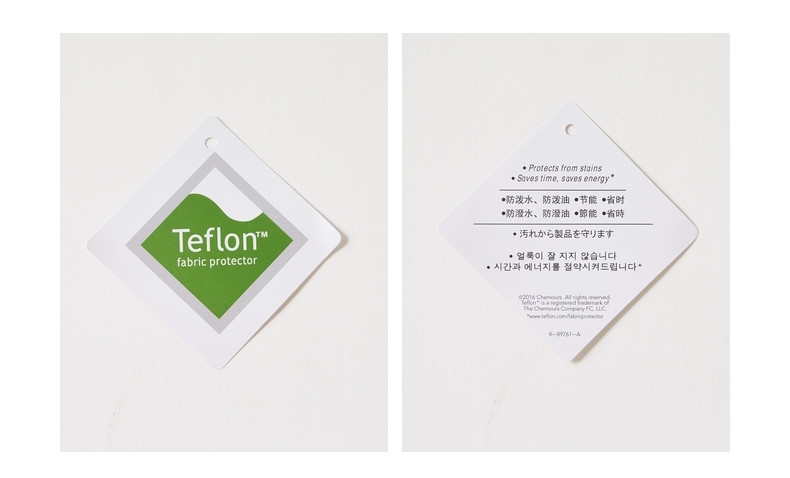 Teflon™
fabric protector
• Protects from stains
• Saves time, saves energy*
•防泼水、防泼油 •节能 •省时
•防潑水、防潑油 •節能 •省時
• 汚れから製品を守ります
• 얼룩이 잘 지지 않습니다
• 시간과 에너지를 절약시켜드립니다*
©2016 Chemours. All rights reserved.
Teflon™ is a registered trademark of
The Chemours Company FC, LLC.
*www.teflon.com/fabricprotector
K-89761-A